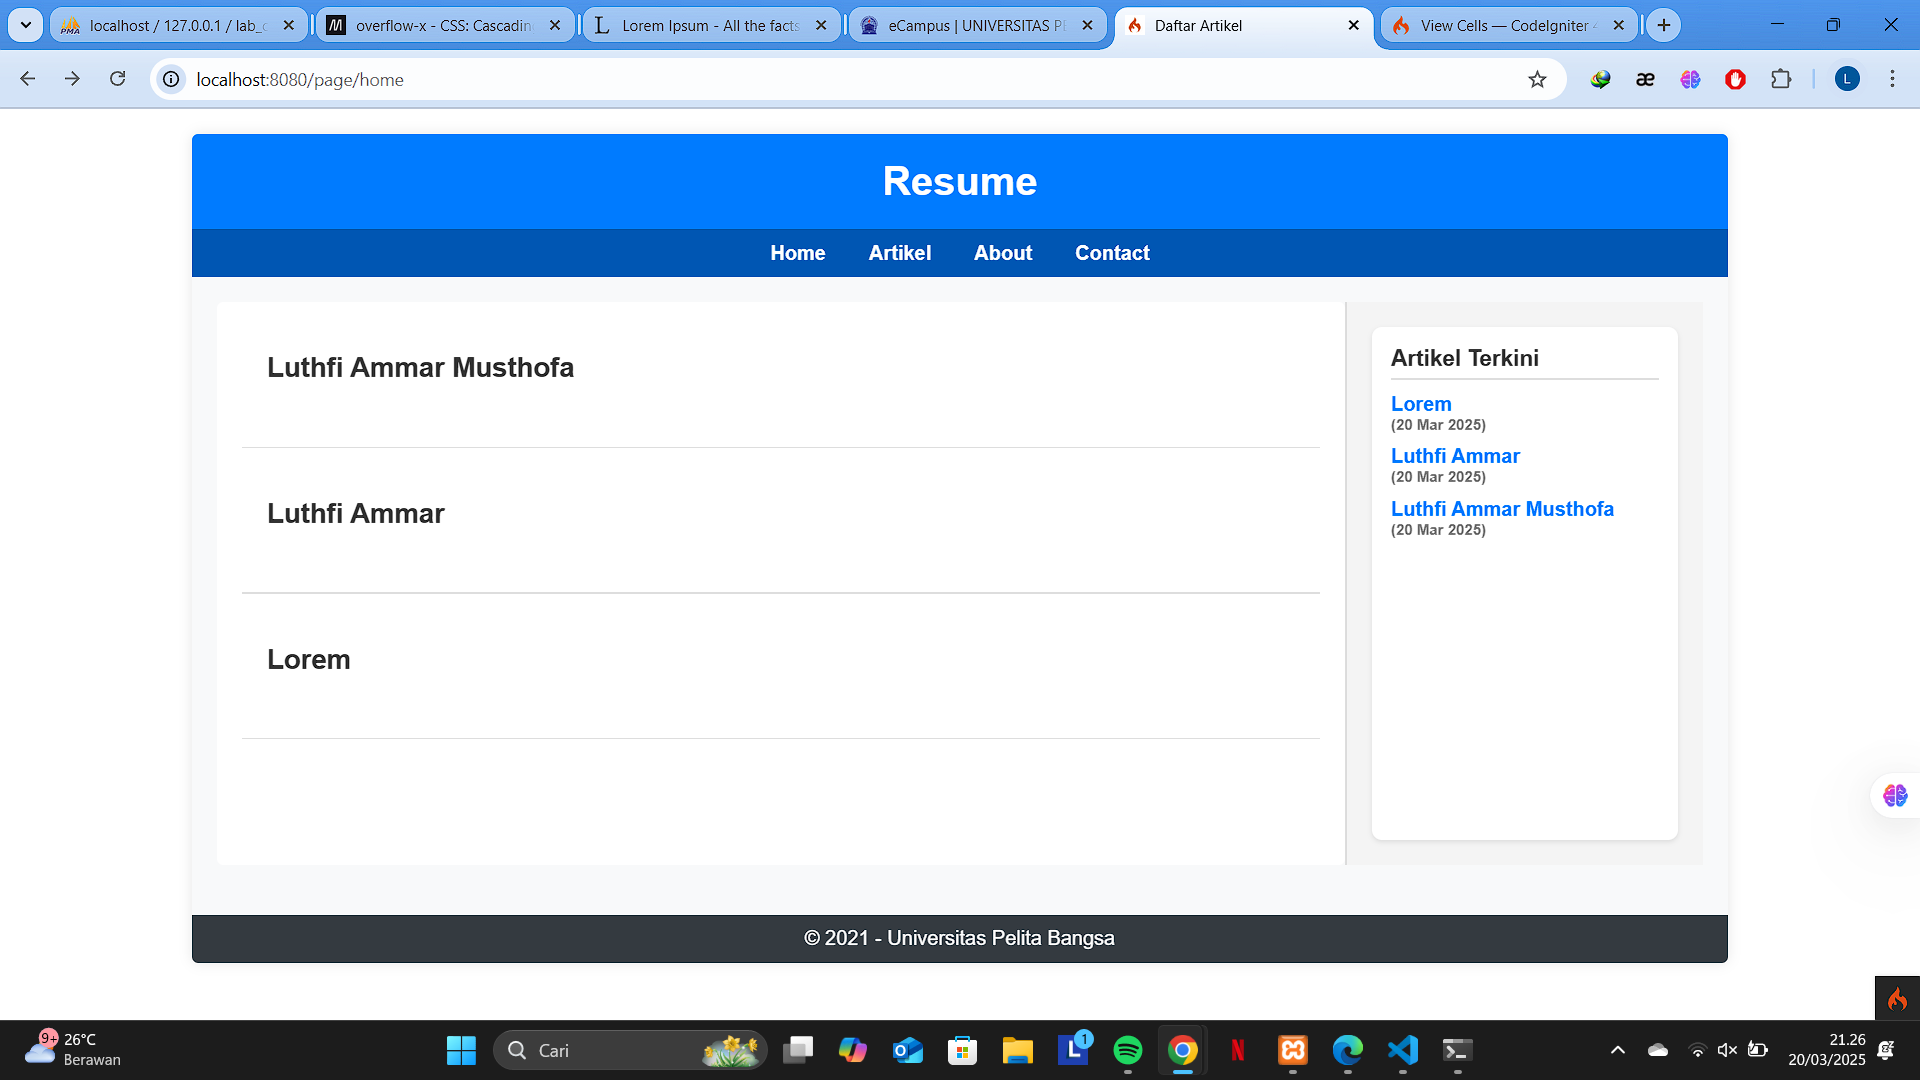 localhost / 127.0.0.1 / lab_c
overflow-x - CSS: Cascadin
Lorem Ipsum - All the facts
eCampus | UNIVERSITAS PE
Daftar Artikel
View Cells — CodeIgniter 4
localhost:8080/page/home
L
Resume
Home Artikel About Contact
Luthfi Ammar Musthofa
Luthfi Ammar
Lorem
Artikel Terkini
Lorem
(20 Mar 2025)
Luthfi Ammar
(20 Mar 2025)
Luthfi Ammar Musthofa
(20 Mar 2025)
© 2021 - Universitas Pelita Bangsa
9+
26°C
Berawan
Cari
1
21.26
20/03/2025